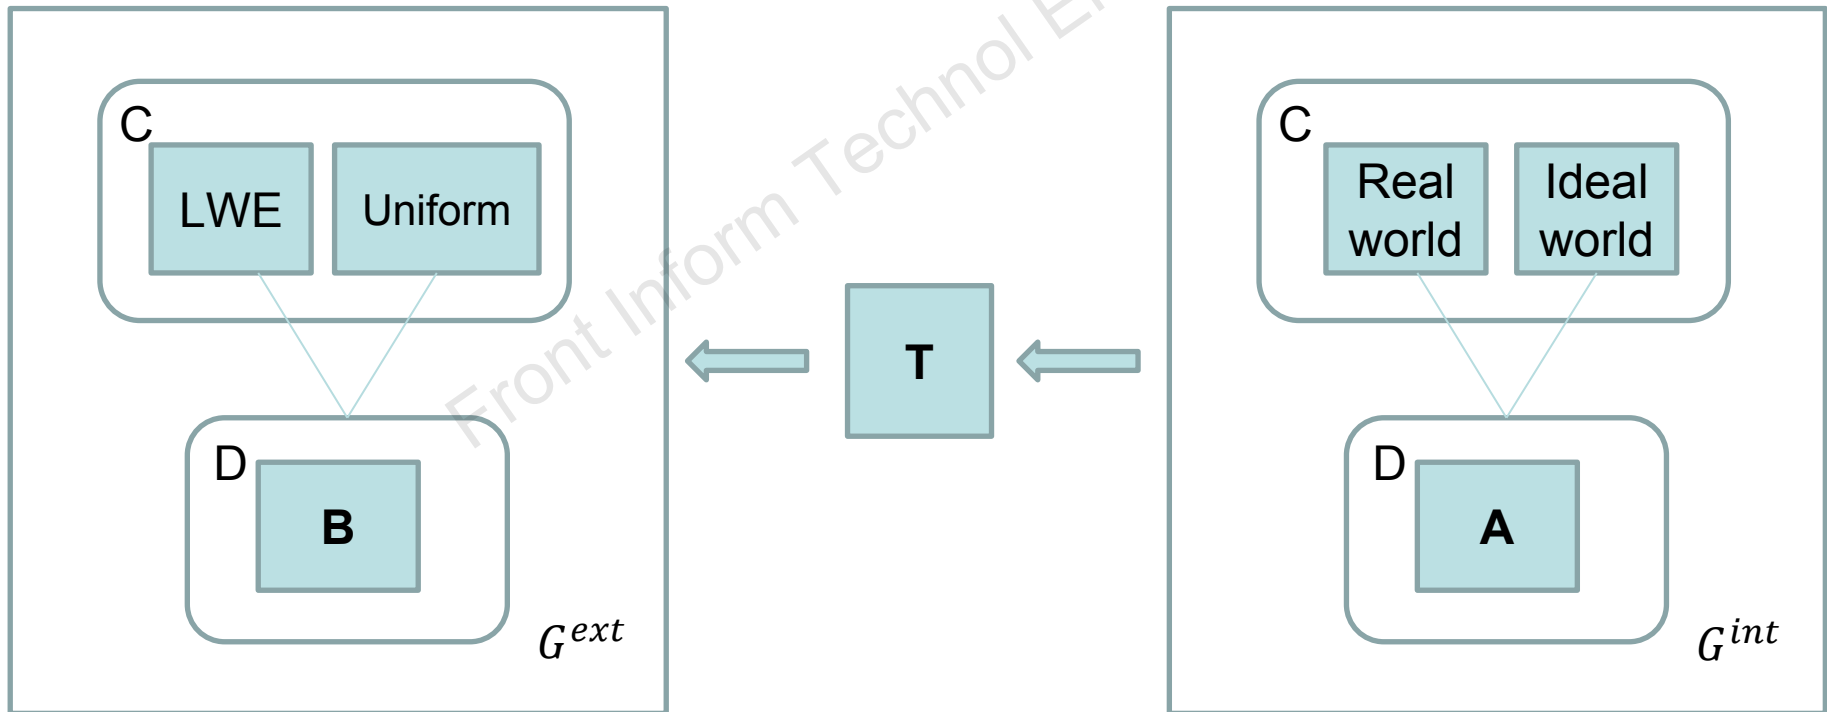 C
LWE
Uniform
D
B
G^{ext}
T
C
Real
world
Ideal
world
D
A
G^{int}
Front Inform Technol